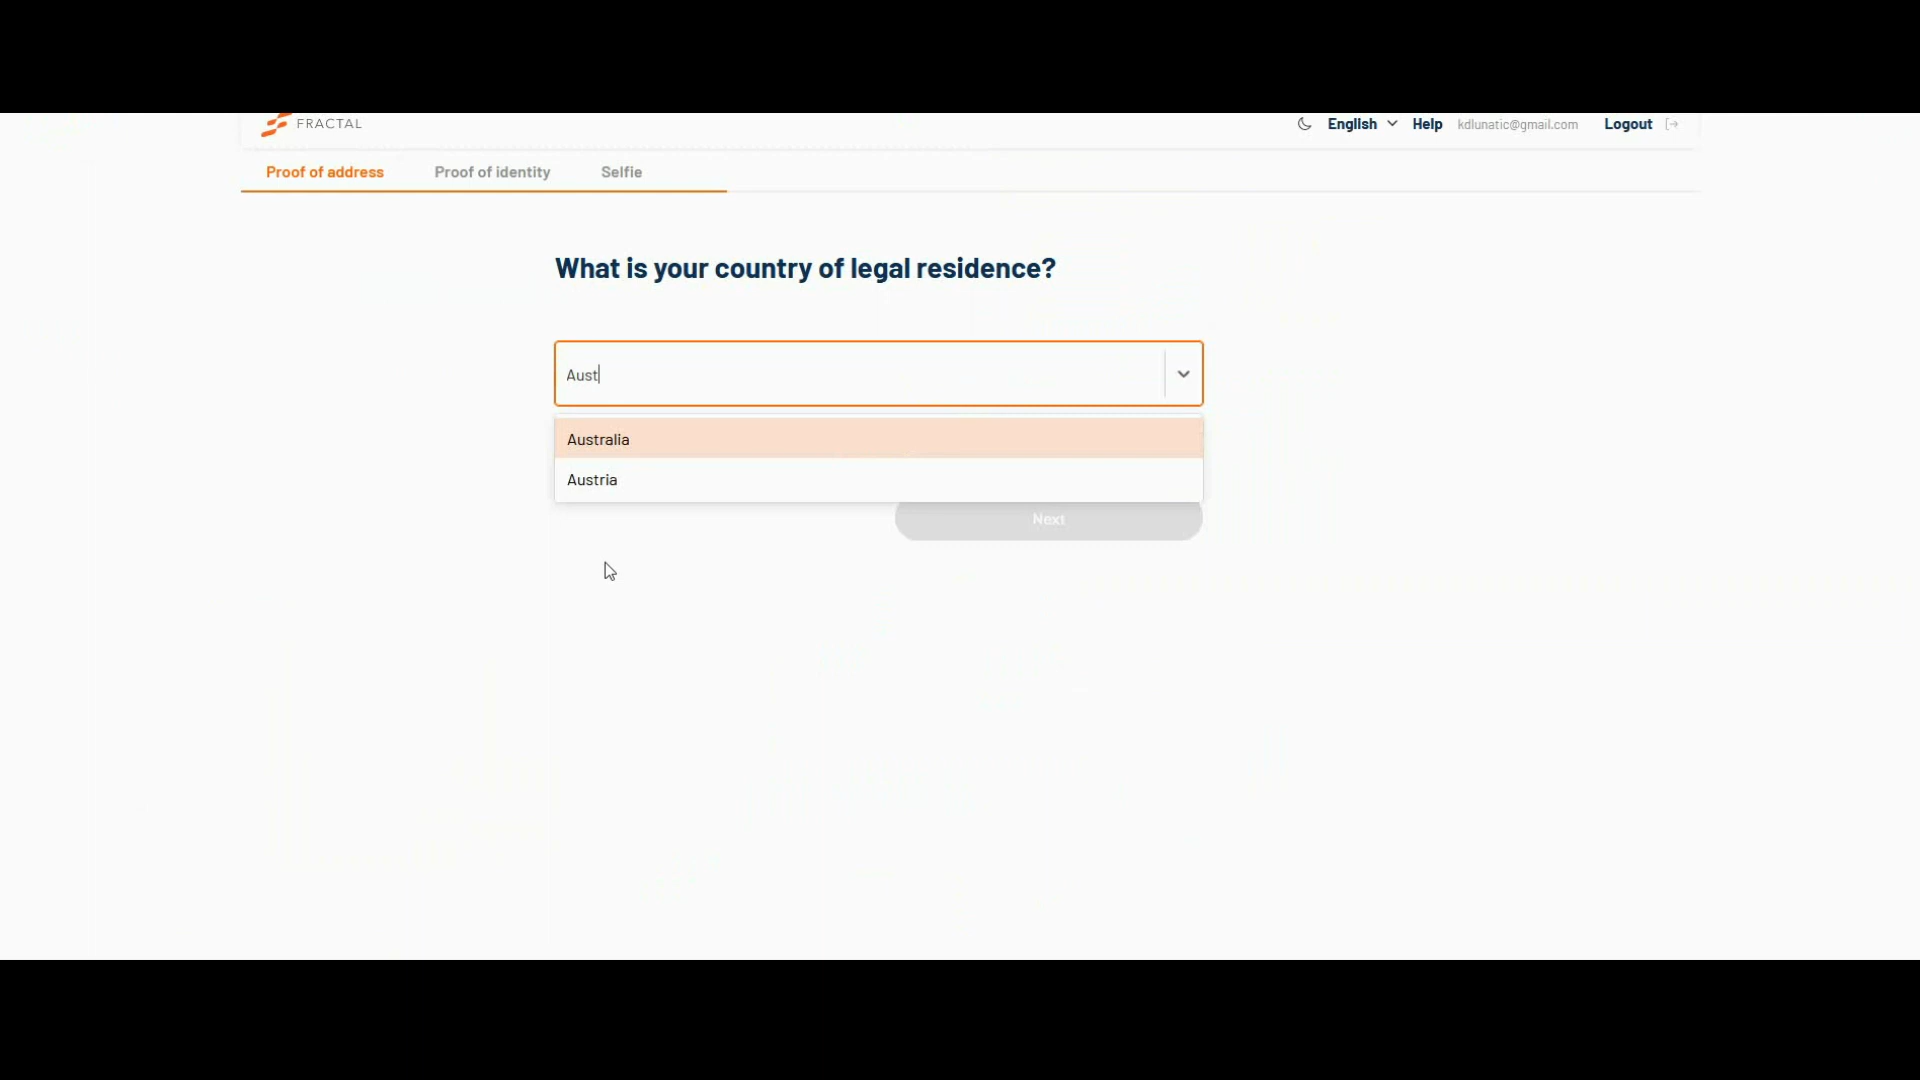 FRACTAL
English Help kdlunatic@gmail.com Logout
Proof of address Proof of identity Selfie
What is your country of legal residence?
Aust
Australia
Austria
Next